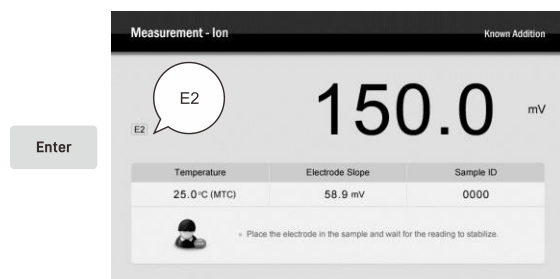 Measurement - Ion Known Addition
E2
150.0 mV
E2
Enter
Temperature Electrode Slope Sample ID
25.0°C (MTC) 58.9 mV 0000
Place the electrode in the sample and wait for the reading to stabilize.